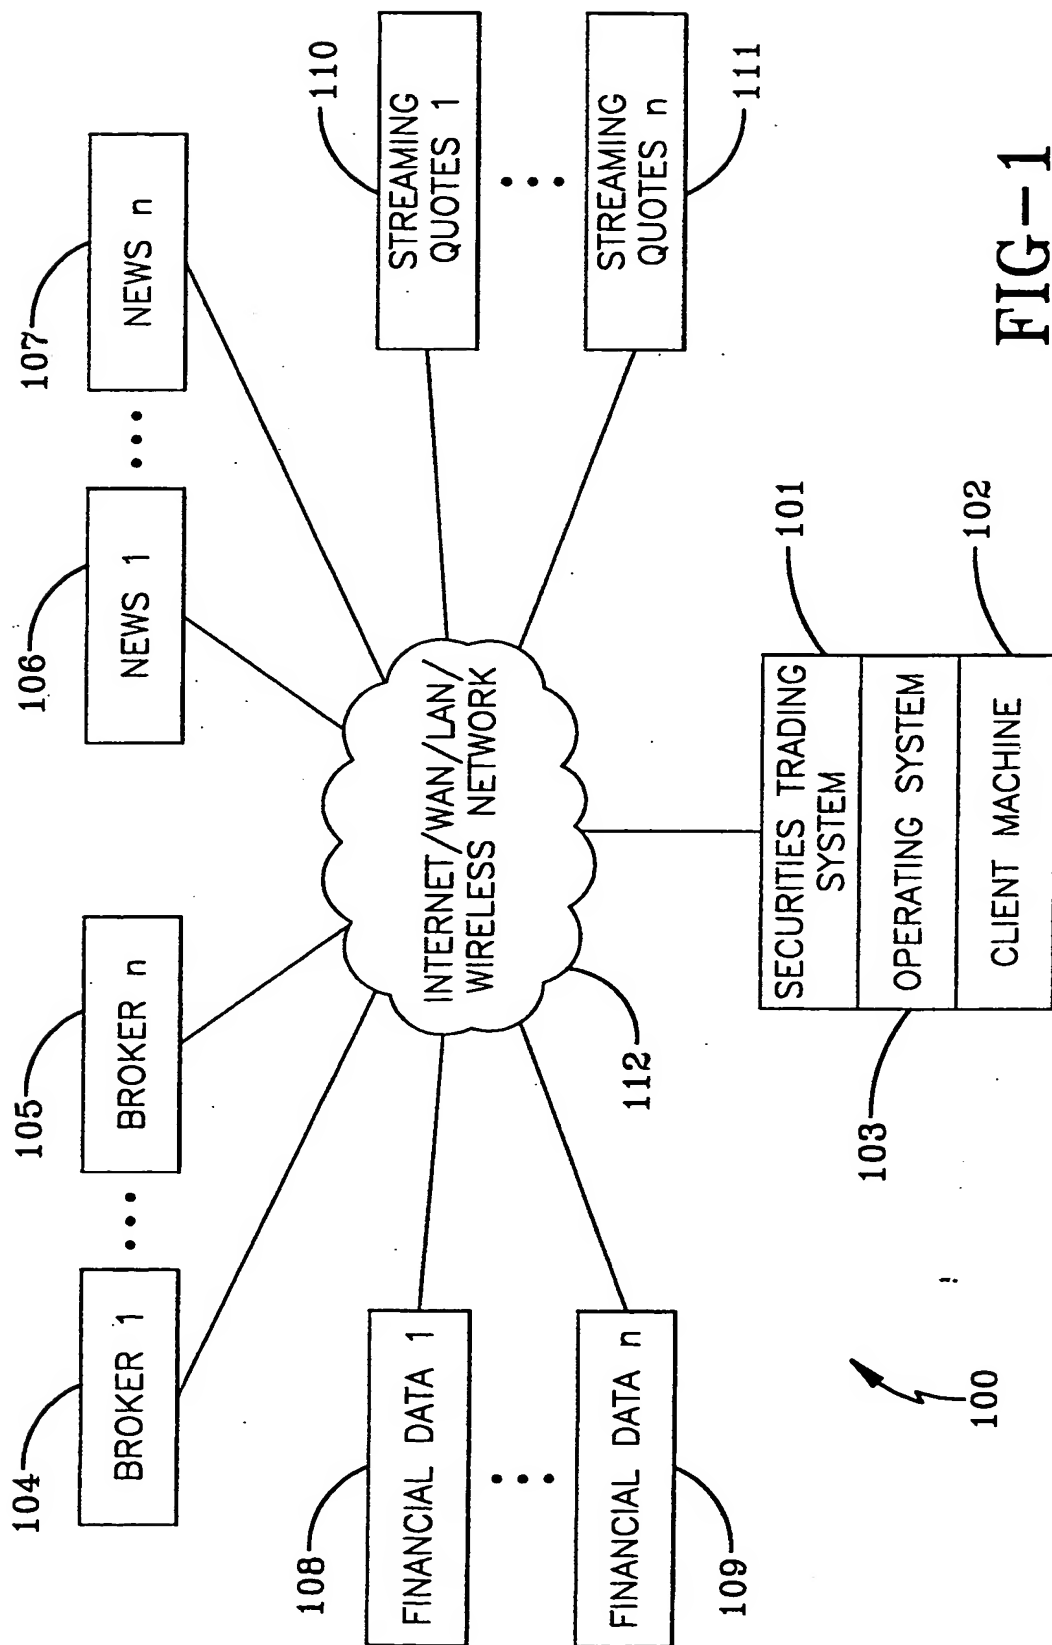 104
BROKER 1
105
BROKER n
106
NEWS 1
107
NEWS n
108
FINANCIAL DATA 1
109
FINANCIAL DATA n
INTERNET/WAN/LAN/
WIRELESS NETWORK
112
110
STREAMING
QUOTES 1
STREAMING
QUOTES n
111
SECURITIES TRADING
SYSTEM
101
OPERATING SYSTEM
103
CLIENT MACHINE
102
100
FIG-1